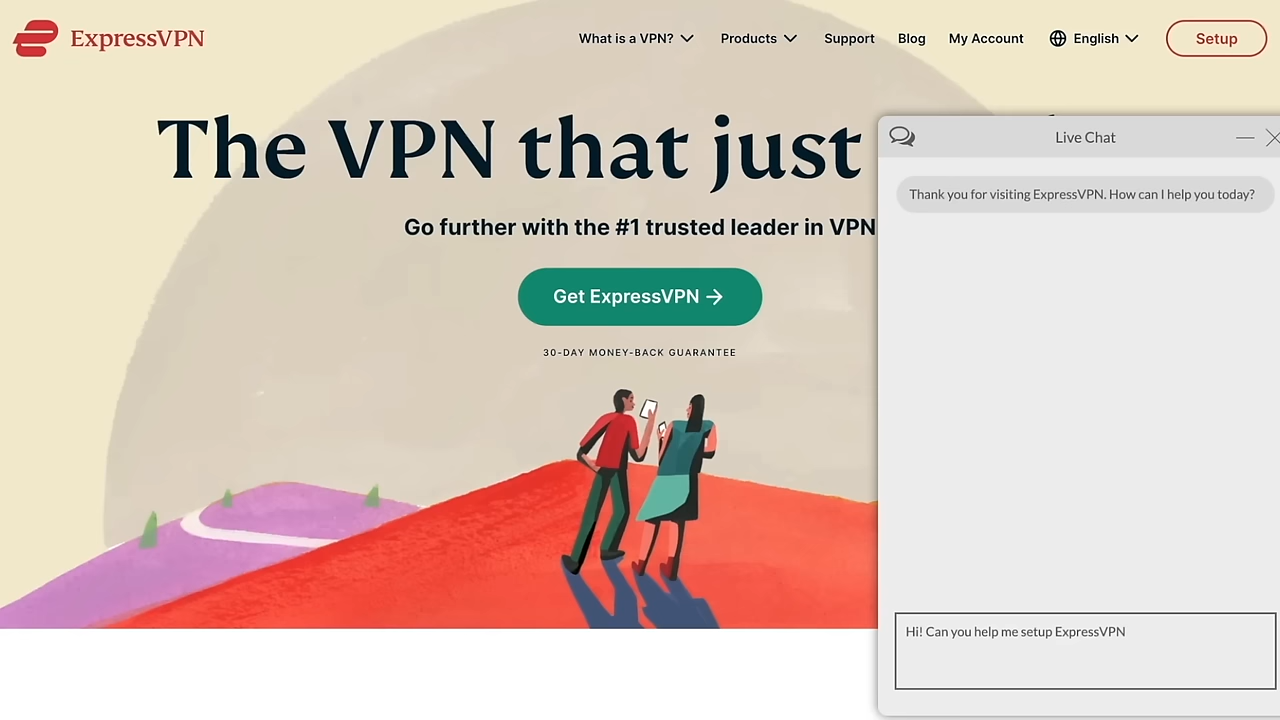 ExpressVPN
What is a VPN?
Products
Support
Blog
My Account
English
Setup
The VPN that just
Go further with the #1 trusted leader in VPN
Get ExpressVPN →
30-DAY MONEY-BACK GUARANTEE
Live Chat
Thank you for visiting ExpressVPN. How can I help you today?
Hi! Can you help me setup ExpressVPN